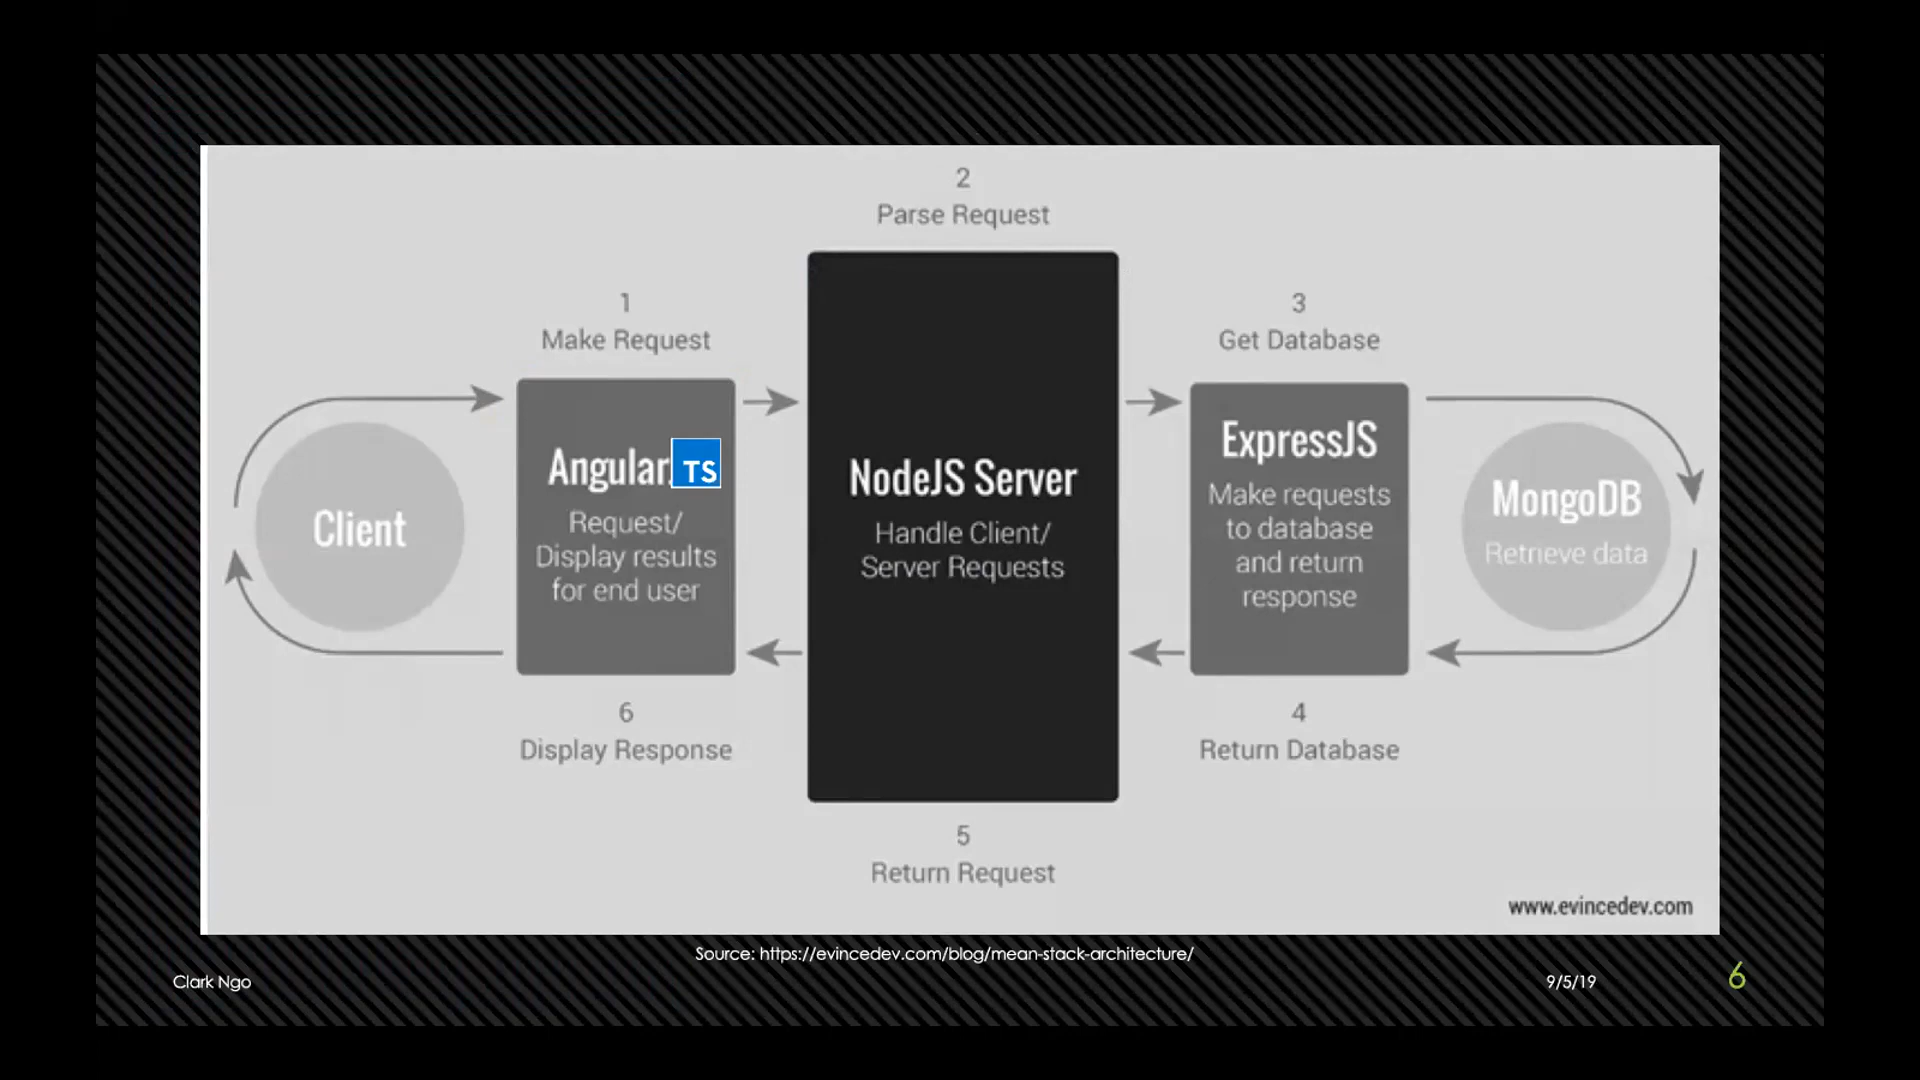 2
Parse Request
1
Make Request
3
Get Database
Client
Angular.
TS
Request/
Display results
for end user
NodeJS Server
Handle Client/
Server Requests
ExpressJS
Make requests
to database
and return
response
MongoDB
Retrieve data
6
Display Response
4
Return Database
5
Return Request
www.evincedev.com
Source: https://evincedev.com/blog/mean-stack-architecture/
Clark Ngo
9/5/19
6